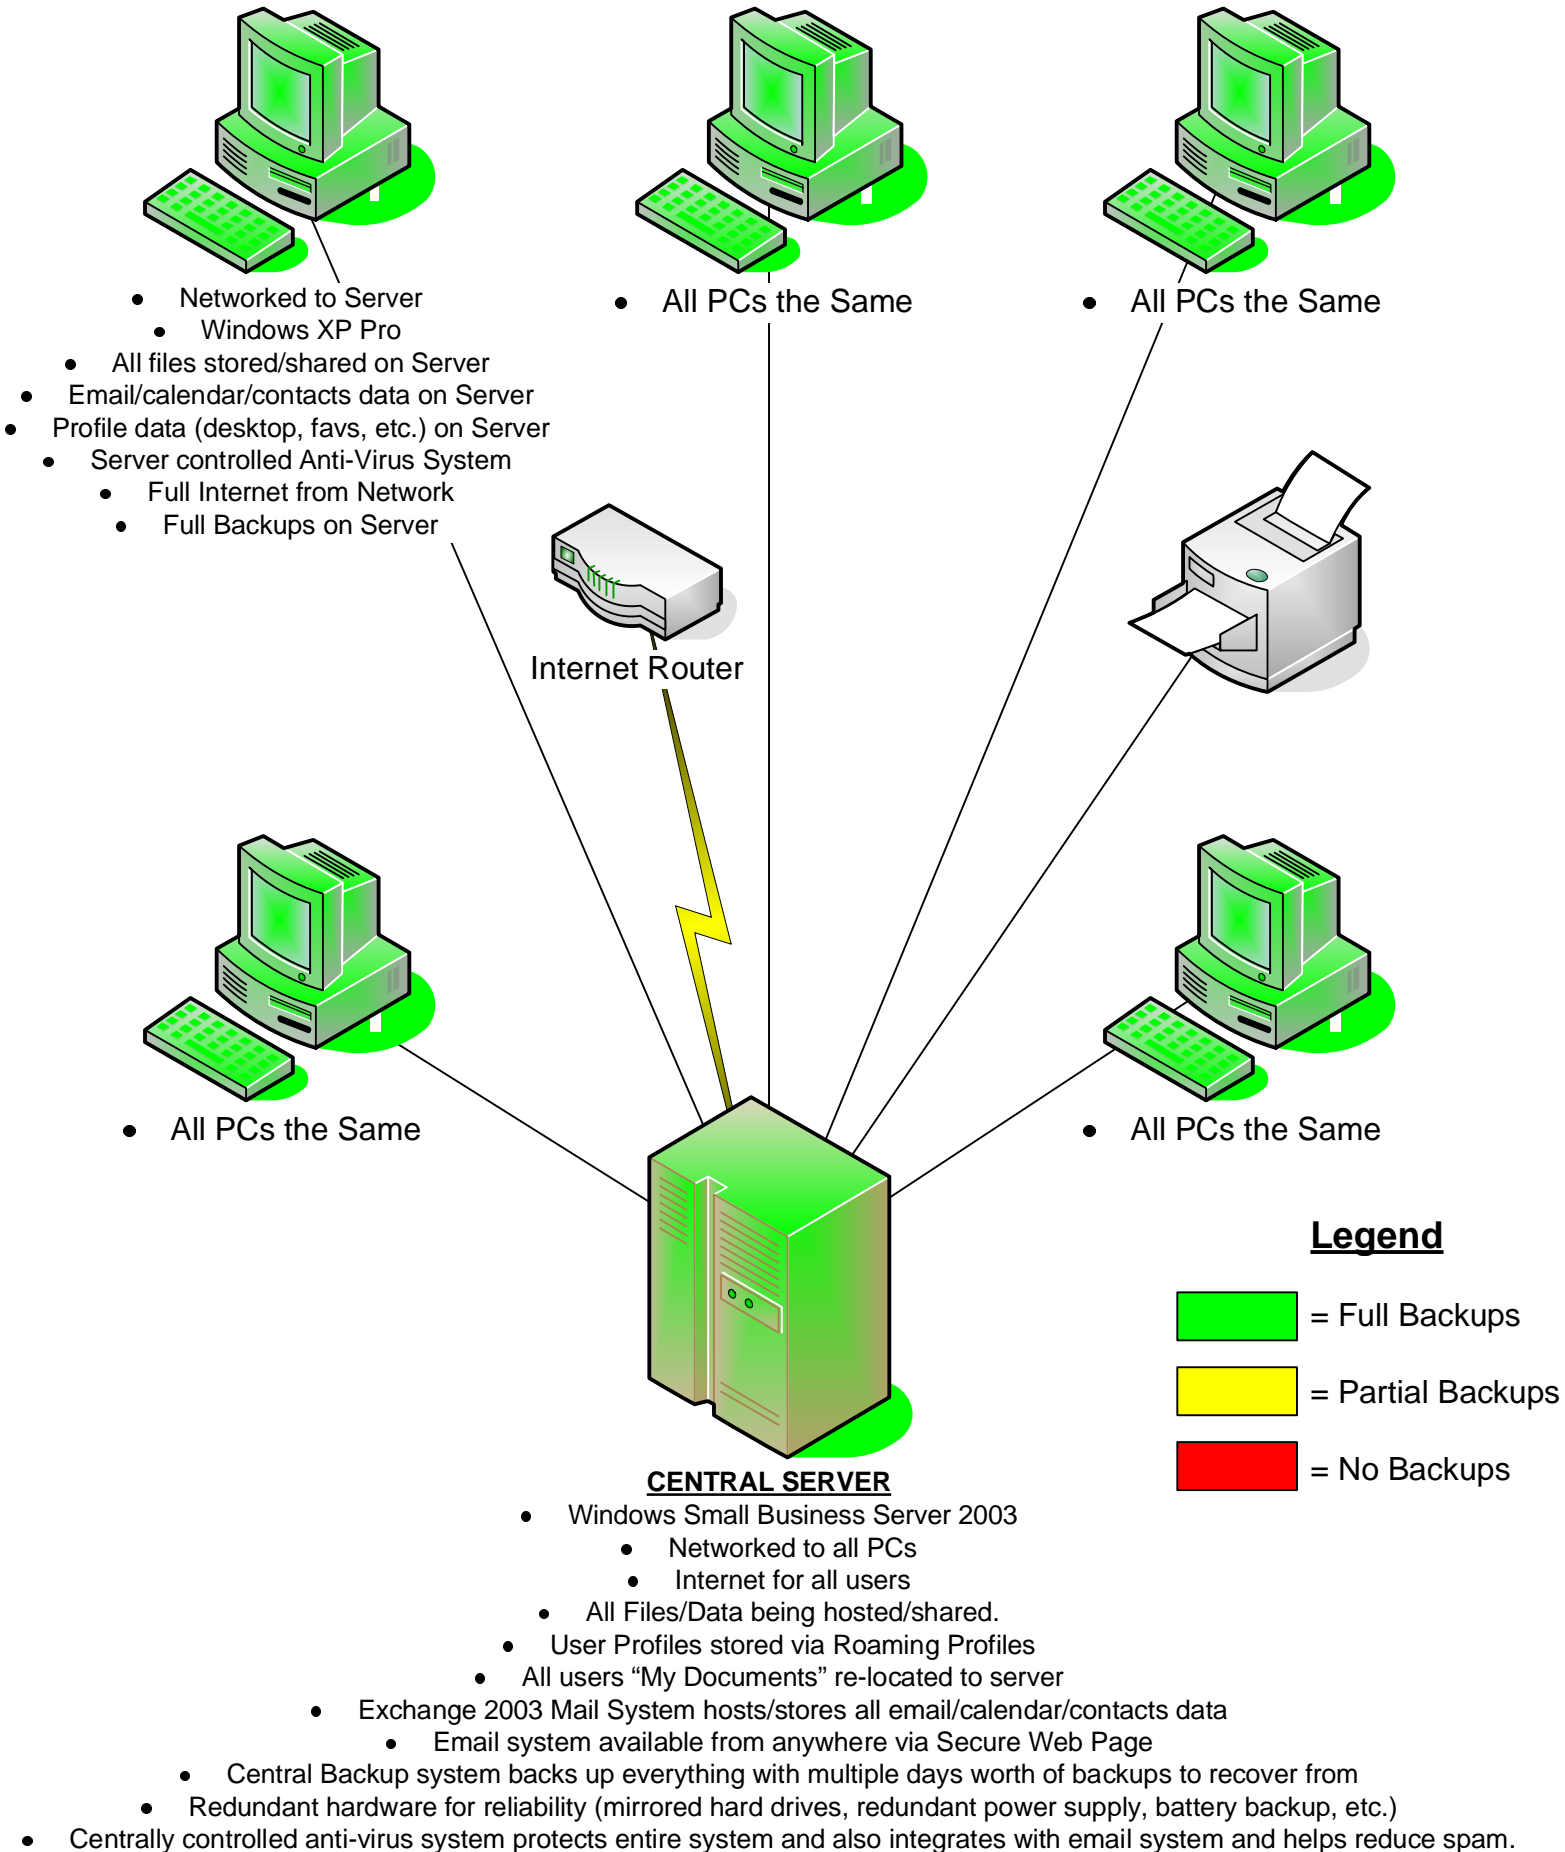 • Networked to Server
• Windows XP Pro
• All files stored/shared on Server
• Email/calendar/contacts data on Server
• Profile data (desktop, favs, etc.) on Server
• Server controlled Anti-Virus System
• Full Internet from Network
• Full Backups on Server
• All PCs the Same
• All PCs the Same
Internet Router
• All PCs the Same
• All PCs the Same
Legend
= Full Backups
= Partial Backups
= No Backups
CENTRAL SERVER
• Windows Small Business Server 2003
• Networked to all PCs
• Internet for all users
• All Files/Data being hosted/shared.
• User Profiles stored via Roaming Profiles
• All users “My Documents” re-located to server
• Exchange 2003 Mail System hosts/stores all email/calendar/contacts data
• Email system available from anywhere via Secure Web Page
• Central Backup system backs up everything with multiple days worth of backups to recover from
• Redundant hardware for reliability (mirrored hard drives, redundant power supply, battery backup, etc.)
• Centrally controlled anti-virus system protects entire system and also integrates with email system and helps reduce spam.